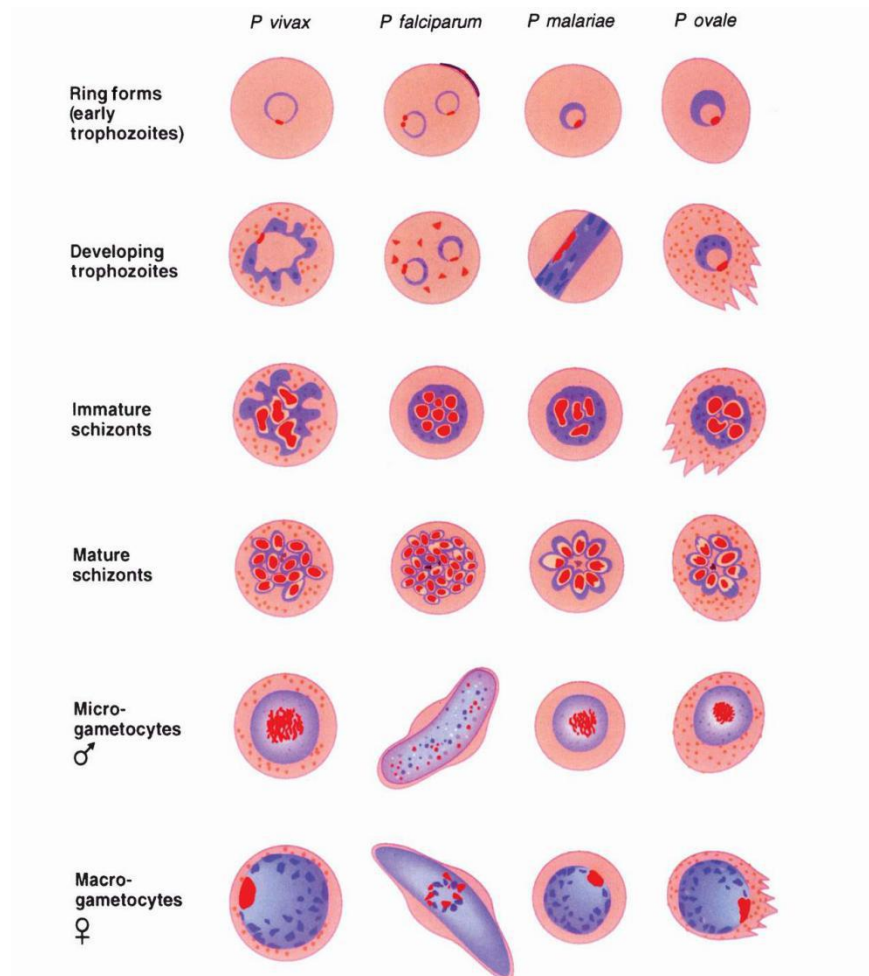 P vivax P falciparum P malariae P ovale
Ring forms
(early
trophozoites)
Developing
trophozoites
Immature
schizonts
Mature
schizonts
Micro-
gametocytes
♂
Macro-
gametocytes
♀